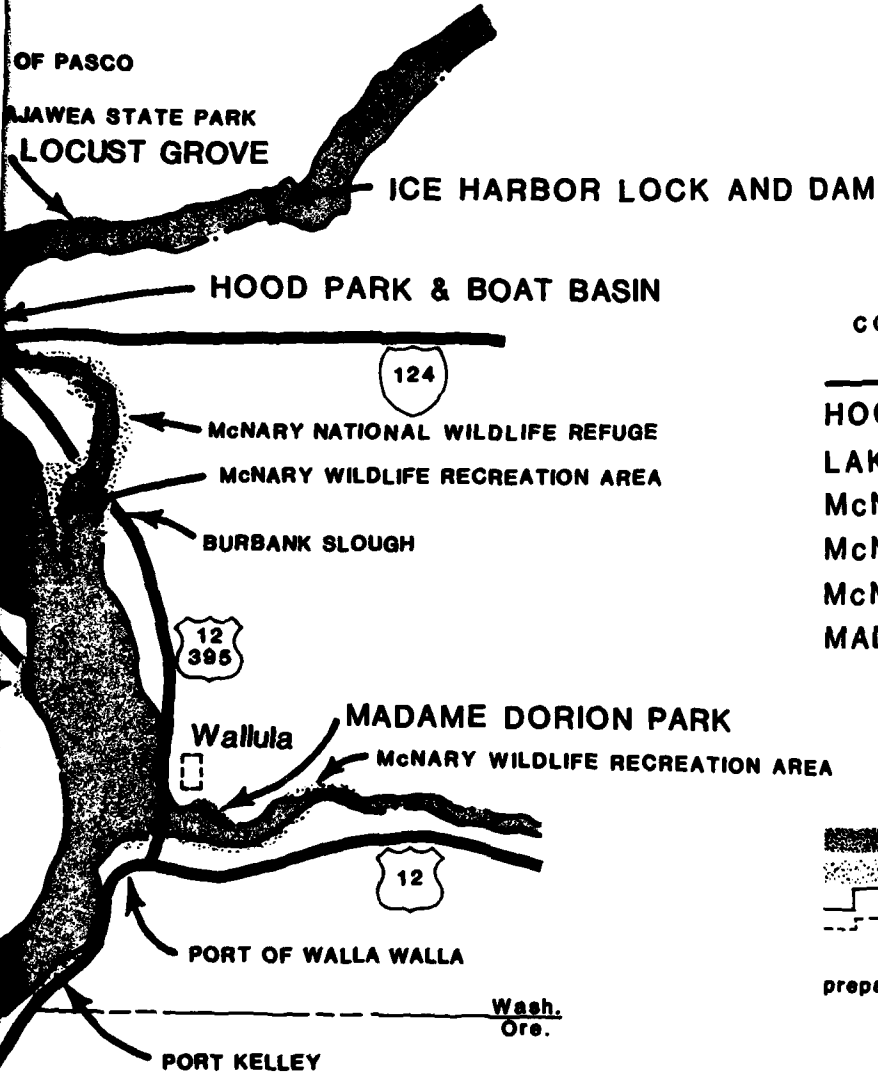 OF PASCO
STATE PARK
LOCUST GROVE
ICE HARBOR LOCK AND DAM
HOOD PARK & BOAT BASIN
124
McNARY NATIONAL WILDLIFE REFUGE
McNARY WILDLIFE RECREATION AREA
BURBANK SLOUGH
12
395
MADAME DORION PARK
Wallula
McNARY WILDLIFE RECREATION AREA
12
PORT OF WALLA WALLA
Wash.
Ore.
PORT KELLEY